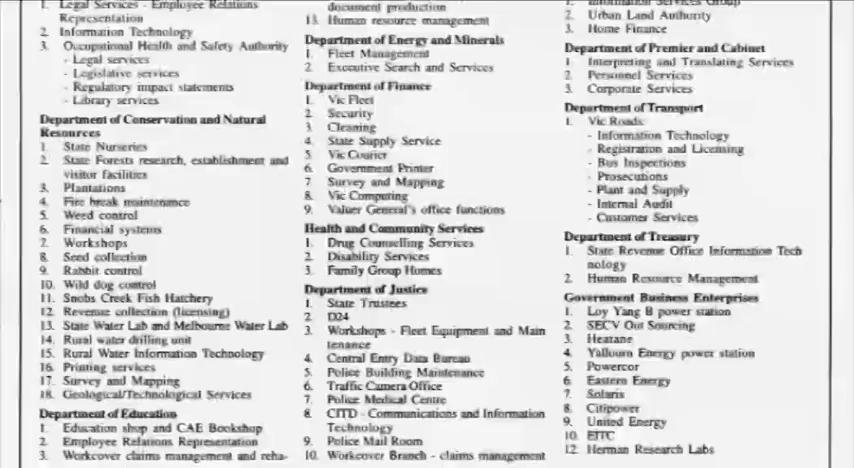 1. Legal Services - Employee Relations
Representation
2. Information Technology
3. Occupational Health and Safety Authority
- Legal services
- Legislative services
- Regulatory impact statements
- Library services
Department of Conservation and Natural
Resources
1. State Nurseries
2. State Forests research, establishment and
visitor facilities
3. Plantations
4. Fire break maintenance
5. Weed control
6. Financial systems
7. Workshops
8. Seed collection
9. Rabbit control
10. Wild dog control
11. Snobs Creek Fish Hatchery
12. Revenue collection (licensing)
13. State Water Lab and Melbourne Water Lab
14. Rural water drilling unit
15. Rural Water Information Technology
16. Printing services
17. Survey and Mapping
18. Geological/Technological Services
Department of Education
1. Education shop and CAE Bookshop
2. Employee Relations Representation
3. Workcover claims management and reha-
document production
13. Human resource management
Department of Energy and Minerals
1. Fleet Management
2. Executive Search and Services
Department of Finance
1. Vic Fleet
2. Security
3. Cleaning
4. State Supply Service
5. Vic Courier
6. Government Printer
7. Survey and Mapping
8. Vic Computing
9. Valuer General's office functions
Health and Community Services
1. Drug Counselling Services
2. Disability Services
3. Family Group Homes
Department of Justice
1. State Trustees
2. D24
3. Workshops - Fleet Equipment and Main
tenance
4. Central Entry Data Bureau
5. Police Building Maintenance
6. Traffic Camera Office
7. Police Medical Centre
8. CITD - Communications and Information
Technology
9. Police Mail Room
10. Workcover Branch - claims management
1. Information Services Group
2. Urban Land Authority
3. Home Finance
Department of Premier and Cabinet
1. Interpreting and Translating Services
2. Personnel Services
3. Corporate Services
Department of Transport
1. Vic Roads
- Information Technology
- Registration and Licensing
- Bus Inspections
- Prosecutions
- Plant and Supply
- Internal Audit
- Customer Services
Department of Treasury
1. State Revenue Office Information Tech
nology
2. Human Resource Management
Government Business Enterprises
1. Loy Yang B power station
2. SECV Out Sourcing
3. Heatane
4. Yallourn Energy power station
5. Powercor
6. Eastern Energy
7. Solaris
8. Citipower
9. United Energy
10.
12. Herman Research Labs